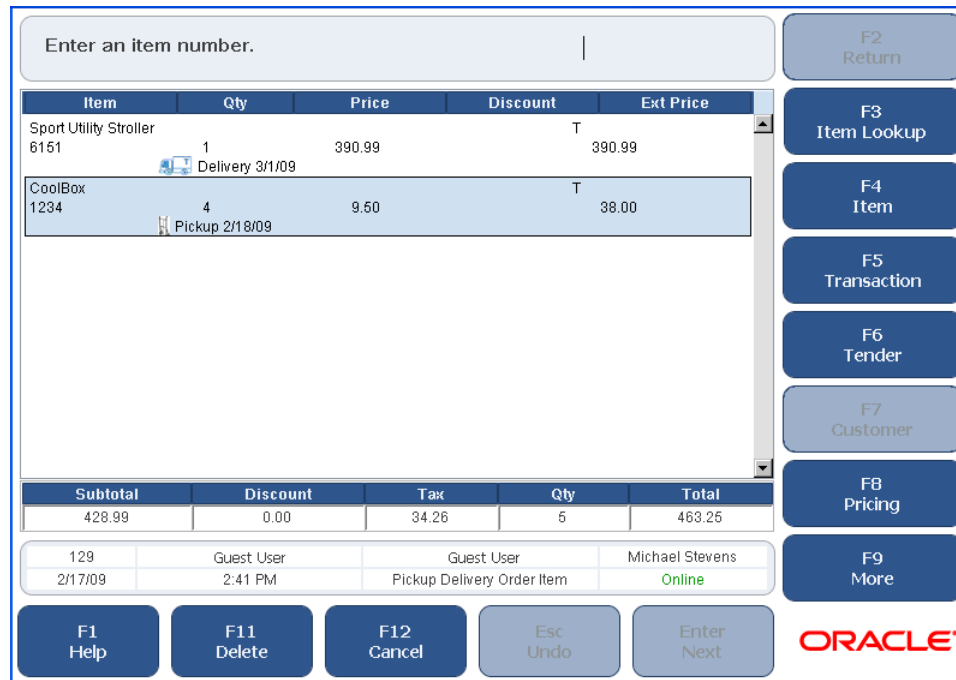 Enter an item number.
F2
Return
Item Qty Price Discount Ext Price
Sport Utility Stroller T
6151 1 390.99 390.99
Delivery 3/1/09
CoolBox T
1234 4 9.50 38.00
Pickup 2/18/09
F3
Item Lookup
F4
Item
F5
Transaction
F6
Tender
F7
Customer
F8
Pricing
F9
More
Subtotal Discount Tax Qty Total
428.99 0.00 34.26 5 463.25
129 Guest User Guest User Michael Stevens
2/17/09 2:41 PM Pickup Delivery Order Item Online
F1
Help
F11
Delete
F12
Cancel
Esc
Undo
Enter
Next
ORACLE